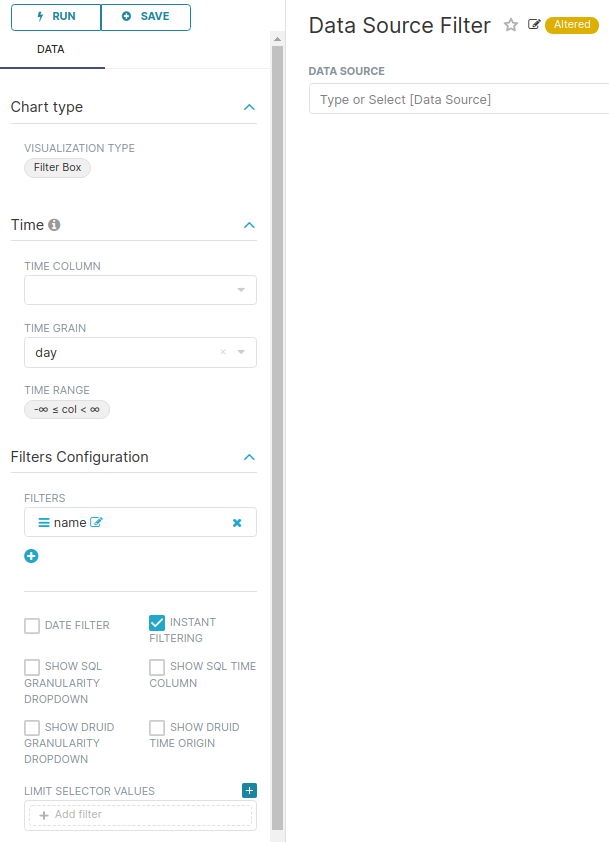 RUN
SAVE
DATA
Chart type
VISUALIZATION TYPE
Filter Box
Time
TIME COLUMN
TIME GRAIN
day
TIME RANGE
-∞ ≤ col < ∞
Filters Configuration
FILTERS
name
DATE FILTER
INSTANT
FILTERING
SHOW SQL
GRANULARITY
DROPDOWN
SHOW SQL TIME
COLUMN
SHOW DRUID
GRANULARITY
DROPDOWN
SHOW DRUID
TIME ORIGIN
LIMIT SELECTOR VALUES
+
+ Add filter
Data Source Filter
Altered
DATA SOURCE
Type or Select [Data Source]